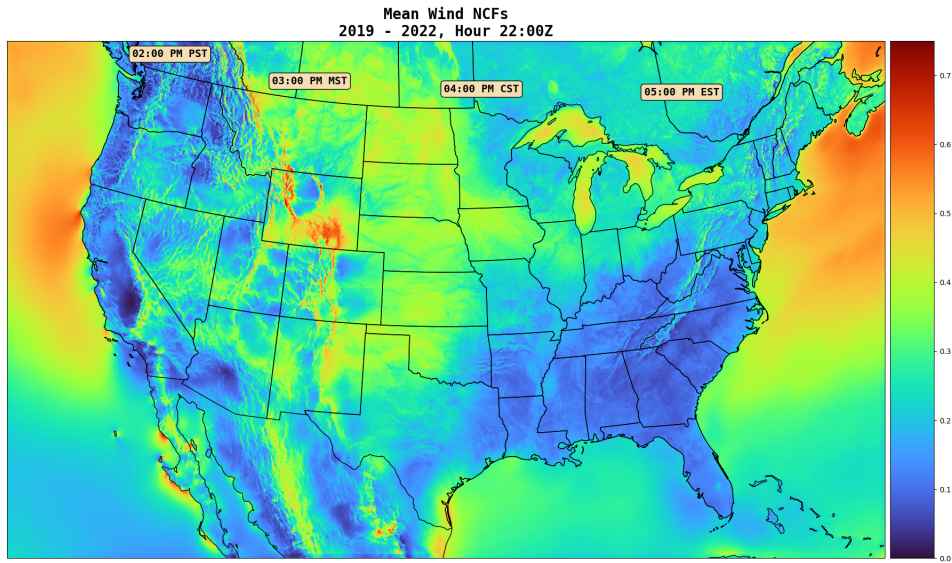 Mean Wind NCFs
2019 - 2022, Hour 22:00Z
02:00 PM PST
03:00 PM MST
04:00 PM CST
05:00 PM EST
0.7
0.6
0.5
0.4
0.3
0.2
0.1
0.0